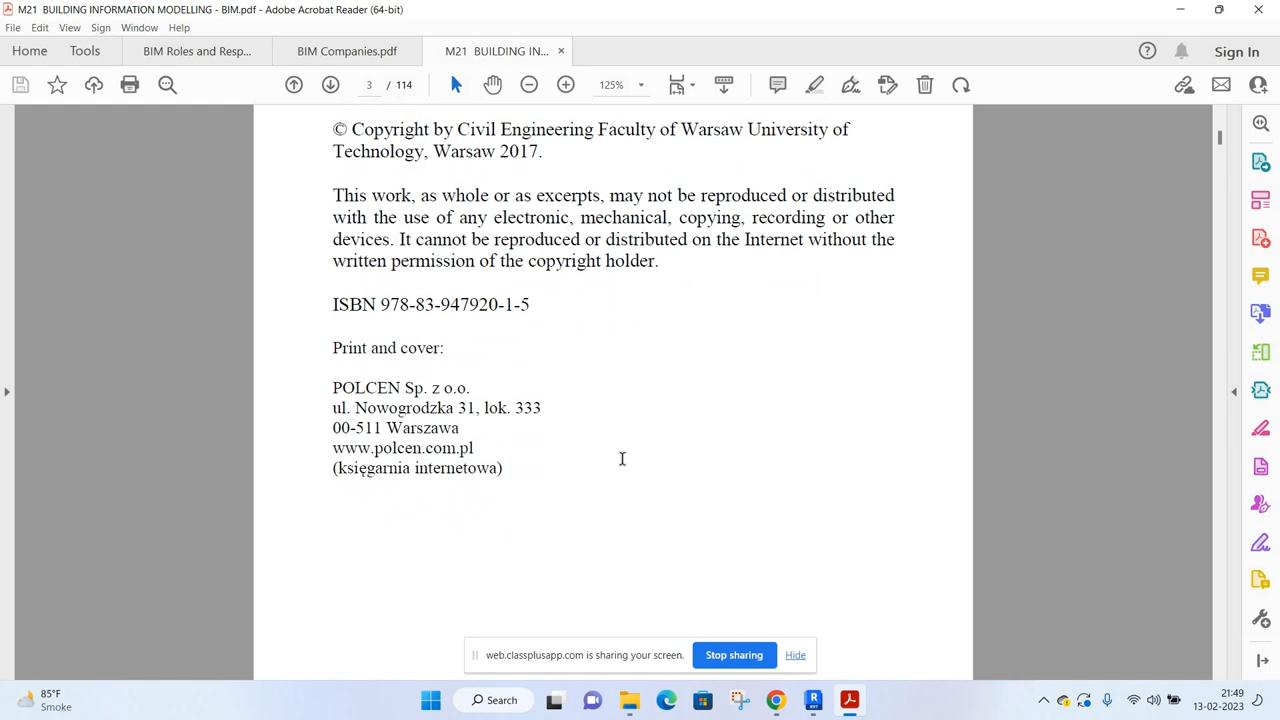 M21  BUILDING INFORMATION MODELLING - BIM.pdf - Adobe Acrobat Reader (64-bit)
File Edit View Sign Window Help
Home Tools BIM Roles and Resp... BIM Companies.pdf M21  BUILDING IN... Sign In
3 / 114 125%
© Copyright by Civil Engineering Faculty of Warsaw University of
Technology, Warsaw 2017.
This work, as whole or as excerpts, may not be reproduced or distributed
with the use of any electronic, mechanical, copying, recording or other
devices. It cannot be reproduced or distributed on the Internet without the
written permission of the copyright holder.
ISBN 978-83-947920-1-5
Print and cover:
POLCEN Sp. z o.o.
ul. Nowogrodzka 31, lok. 333
00-511 Warszawa
www.polcen.com.pl
(księgarnia internetowa)
web.classplusapp.com is sharing your screen. Stop sharing Hide
85°F
Smoke
Search
21:49
13-02-2023